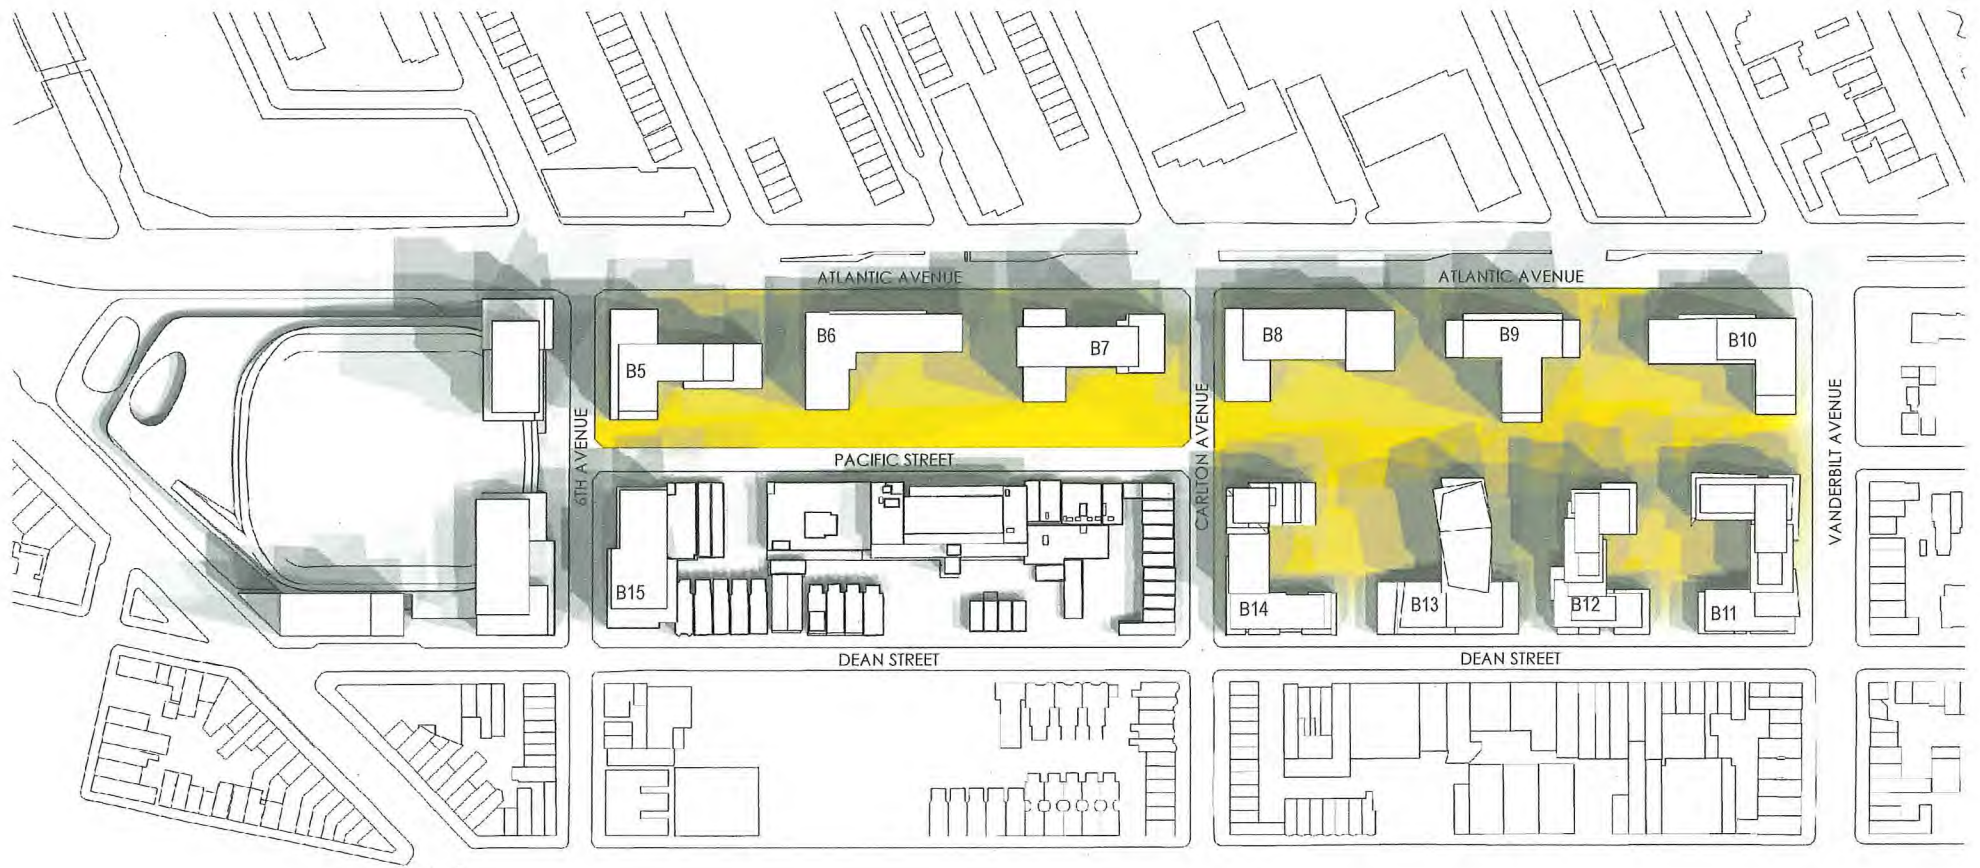 ATLANTIC AVENUE
ATLANTIC AVENUE
B5
B6
B7
B8
B9
B10
6TH AVENUE
CARLTON AVENUE
VANDERBILT AVENUE
PACIFIC STREET
B15
B14
B13
B12
B11
DEAN STREET
DEAN STREET